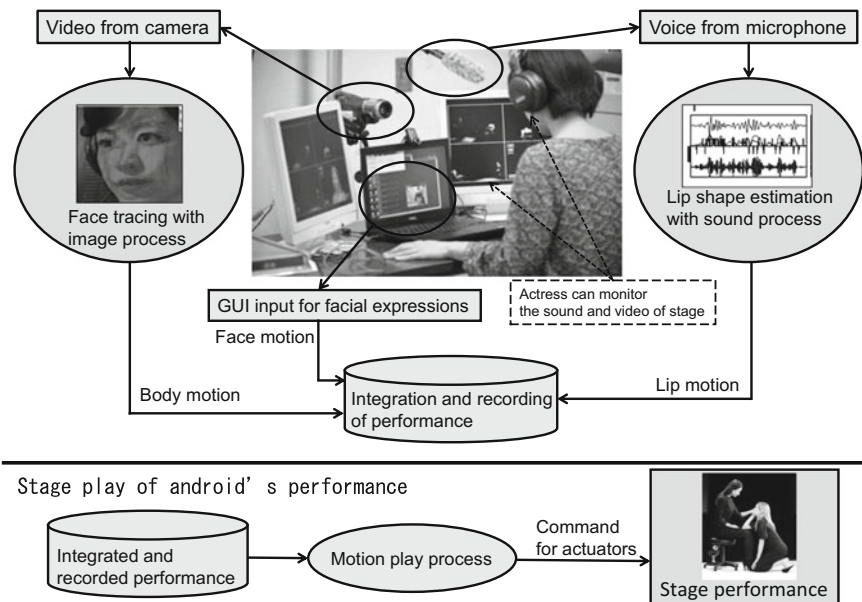 Video from camera
Voice from microphone
Face tracing with
image process
Lip shape estimation
with sound process
GUI input for facial expressions
Actress can monitor
the sound and video of stage
Face motion
Body motion
Lip motion
Integration and recording
of performance
Stage play of android's performance
Integrated and
recorded performance
Motion play process
Command
for actuators
Stage performance